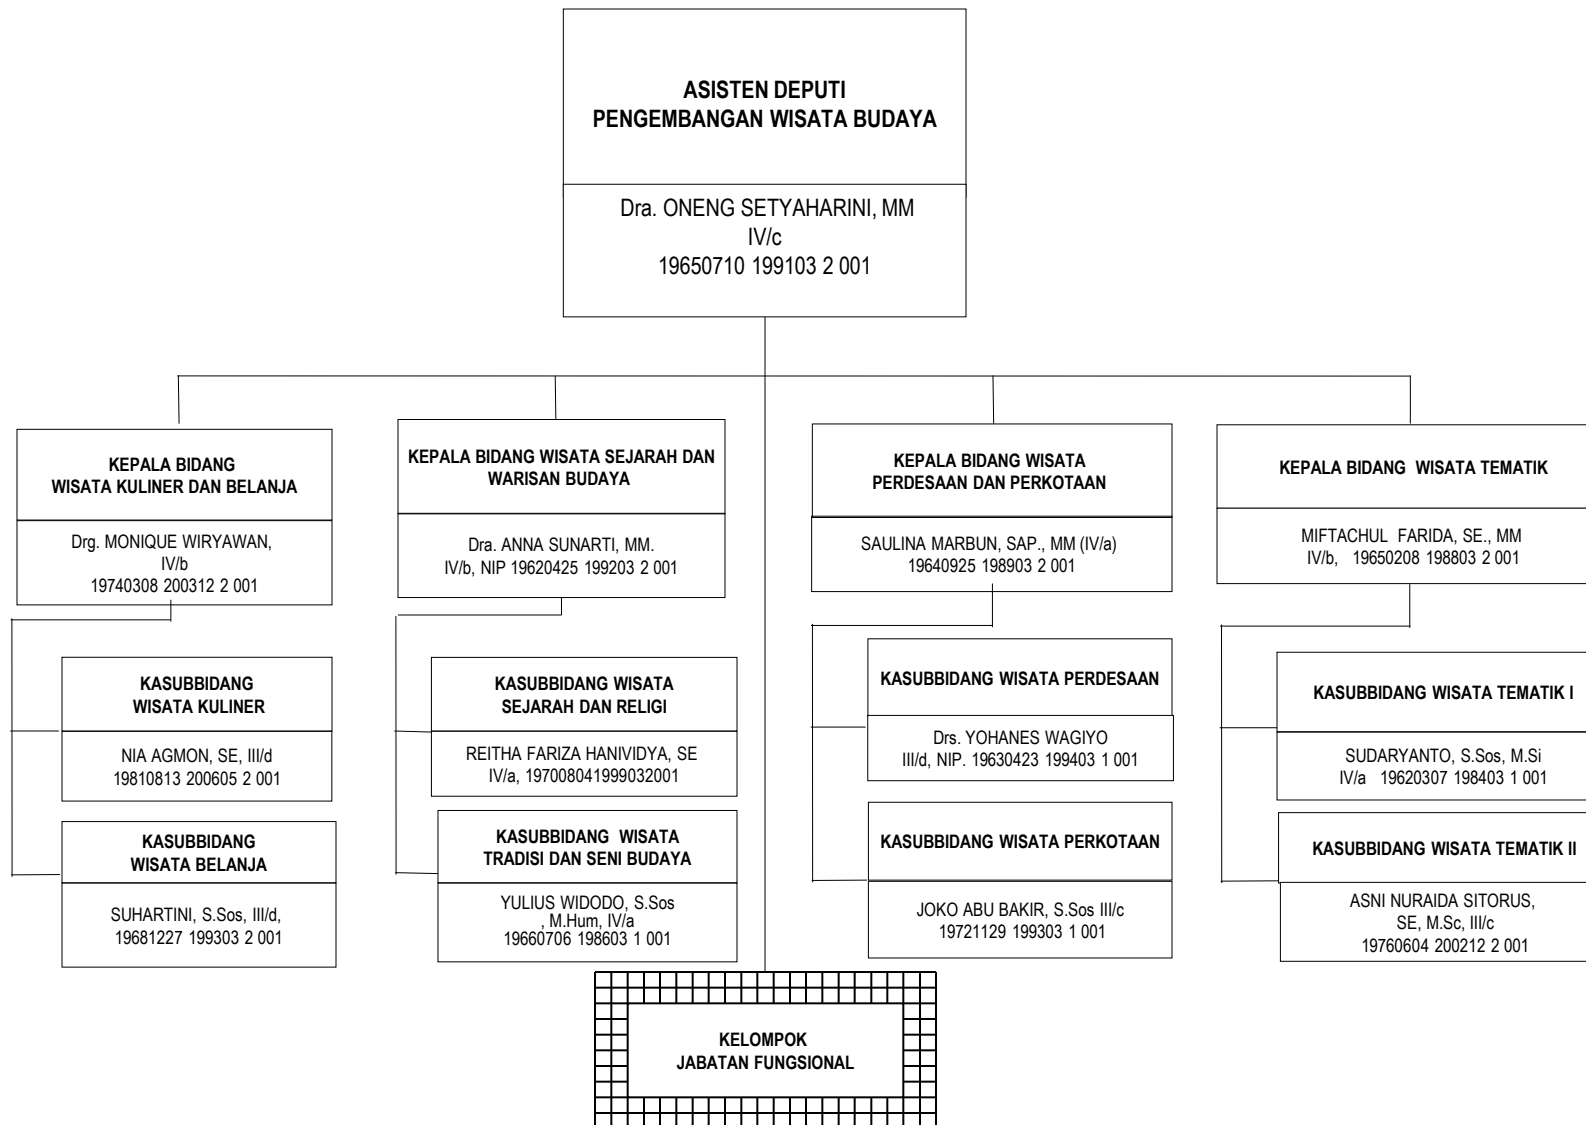 ASISTEN DEPUTI
PENGEMBANGAN WISATA BUDAYA
Dra. ONENG SETYAHARINI, MM
IV/c
19650710 199103 2 001
KEPALA BIDANG
WISATA KULINER DAN BELANJA
Drg. MONIQUE WIRYAWAN,
IV/b
19740308 200312 2 001
KEPALA BIDANG WISATA SEJARAH DAN
WARISAN BUDAYA
Dra. ANNA SUNARTI, MM.
IV/b, NIP 19620425 199203 2 001
KEPALA BIDANG WISATA
PERDESAAN DAN PERKOTAAN
SAULINA MARBUN, SAP., MM (IV/a)
19640925 198903 2 001
KEPALA BIDANG WISATA TEMATIK
MIFTACHUL FARIDA, SE., MM
IV/b, 19650208 198803 2 001
KASUBBIDANG
WISATA KULINER
NIA AGMON, SE, III/d
19810813 200605 2 001
KASUBBIDANG WISATA
SEJARAH DAN RELIGI
REITHA FARIZA HANIVIDYA, SE
IV/a, 197008041999032001
KASUBBIDANG WISATA PERDESAAN
Drs. YOHANES WAGIYO
III/d, NIP. 19630423 199403 1 001
KASUBBIDANG WISATA TEMATIK I
SUDARYANTO, S.Sos, M.Si
IV/a 19620307 198403 1 001
KASUBBIDANG
WISATA BELANJA
SUHARTINI, S.Sos, III/d,
19681227 199303 2 001
KASUBBIDANG WISATA
TRADISI DAN SENI BUDAYA
YULIUS WIDODO, S.Sos
, M.Hum, IV/a
19660706 198603 1 001
KASUBBIDANG WISATA PERKOTAAN
JOKO ABU BAKIR, S.Sos III/c
19721129 199303 1 001
KASUBBIDANG WISATA TEMATIK II
ASNI NURAIDA SITORUS,
SE, M.Sc, III/c
19760604 200212 2 001
KELOMPOK
JABATAN FUNGSIONAL